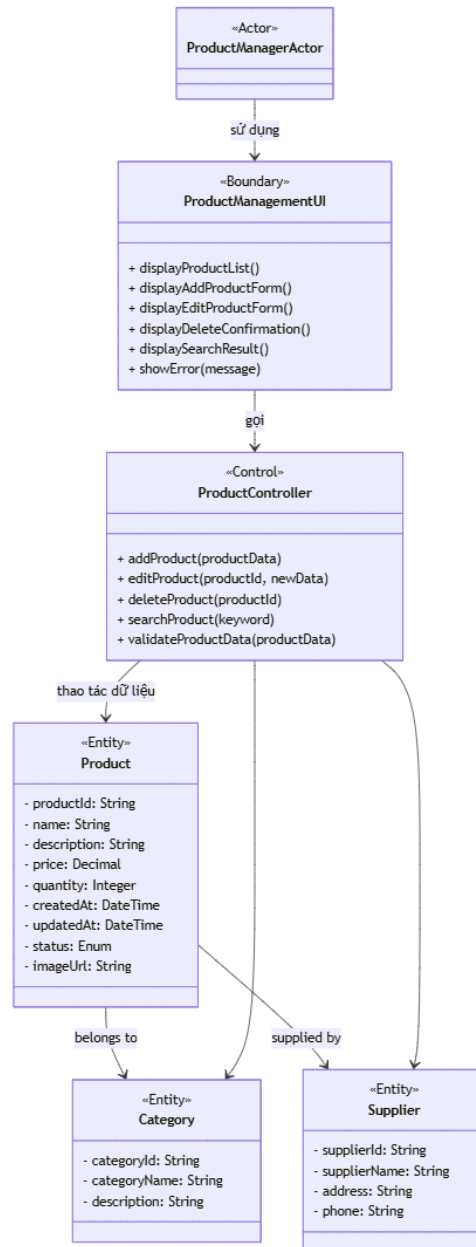 «Actor»
ProductManagerActor
sử dụng
«Boundary»
ProductManagementUI
+ displayProductList()
+ displayAddProductForm()
+ displayEditProductForm()
+ displayDeleteConfirmation()
+ displaySearchResult()
+ showError(message)
gọi
«Control»
ProductController
+ addProduct(productData)
+ editProduct(productId, newData)
+ deleteProduct(productId)
+ searchProduct(keyword)
+ validateProductData(productData)
thao tác dữ liệu
«Entity»
Product
- productId: String
- name: String
- description: String
- price: Decimal
- quantity: Integer
- createdAt: DateTime
- updatedAt: DateTime
- status: Enum
- imageUrl: String
belongs to
supplied by
«Entity»
Category
- categoryId: String
- categoryName: String
- description: String
«Entity»
Supplier
- supplierId: String
- supplierName: String
- address: String
- phone: String